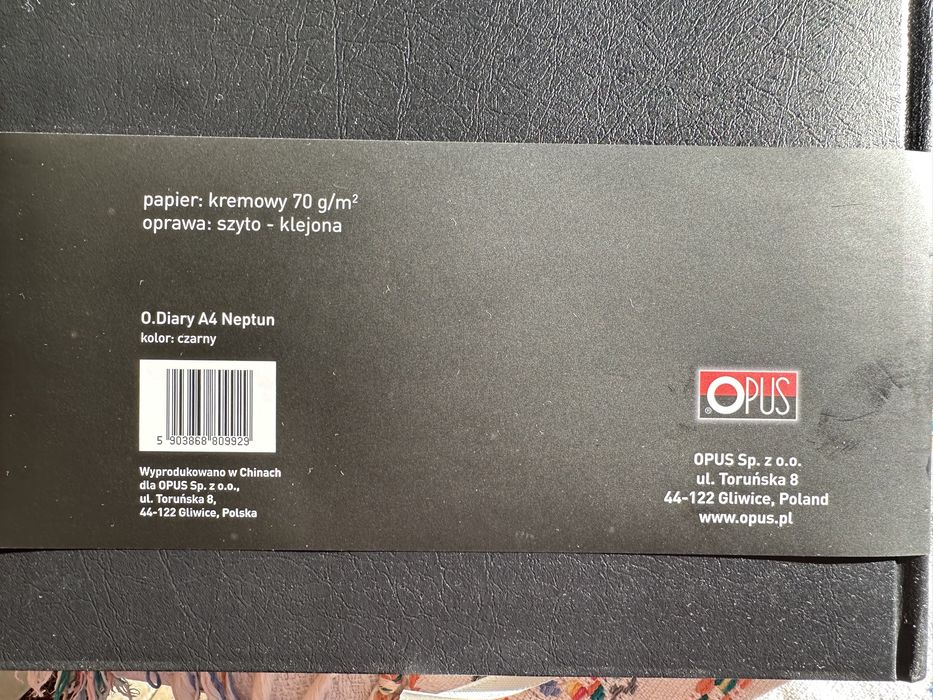 papier: kremowy 70 g/m²
oprawa: szyto - klejona
O.Diary A4 Neptun
kolor: czarny
5 903868 809929
Wyprodukowano w Chinach
dla OPUS Sp. z o.o.,
ul. Toruńska 8,
44-122 Gliwice, Polska
® OPUS
OPUS Sp. z o.o.
ul. Toruńska 8
44-122 Gliwice, Poland
www.opus.pl